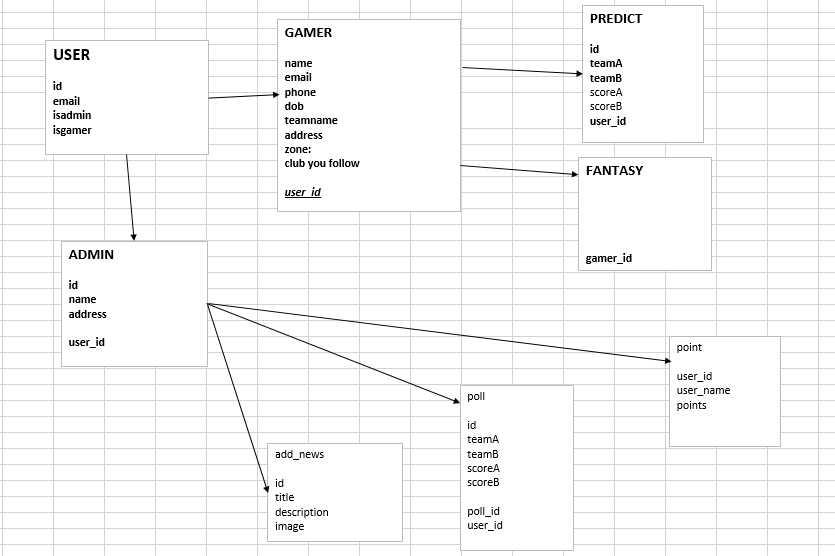 USER
id
email
isadmin
isgamer
GAMER
name
email
phone
dob
teamname
address
zone:
club you follow
user_id
PREDICT
id
teamA
teamB
scoreA
scoreB
user_id
FANTASY
gamer_id
ADMIN
id
name
address
user_id
add_news
id
title
description
image
poll
id
teamA
teamB
scoreA
scoreB
poll_id
user_id
point
user_id
user_name
points